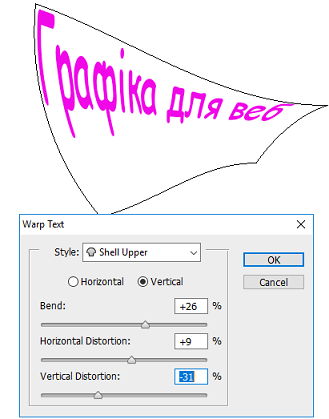 Графіка для веб
Warp Text
Style: Shell Upper
OK
Horizontal Vertical
Cancel
Bend: +26 %
Horizontal Distortion: +9 %
Vertical Distortion: -31 %